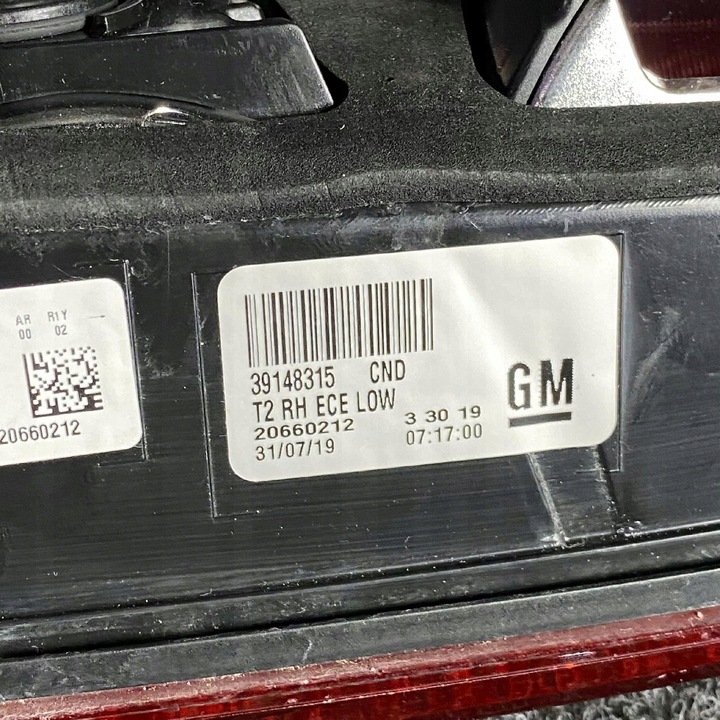 AR R1Y
00 02
20660212
39148315 CND
T2 RH ECE LOW
20660212 3 30 19
31/07/19 07:17:00
GM